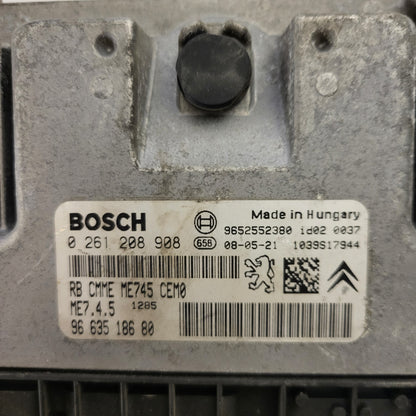 BOSCH Made in Hungary
9652552380 id02 0037
0 261 208 908 656 08-05-21 1039S17944
RB CMME ME745 CEM0
ME7.4.5 1285
96 635 186 80